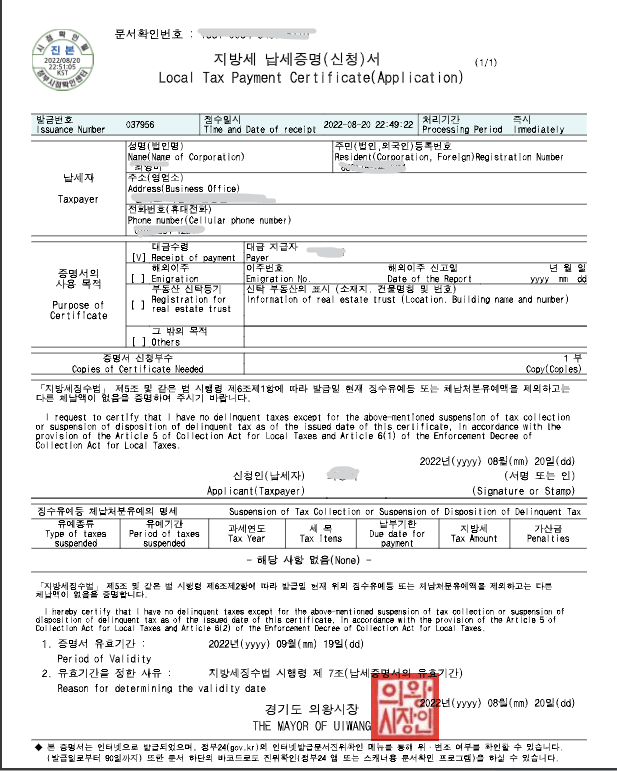 문서확인번호 :
시점확인필
진본
2022/08/20
22:51:05
KST
정부시점확인센터
지방세 납세증명(신청)서
(1/1)
Local Tax Payment Certificate(Application)
발급번호 접수일시 처리기간 즉시
Issuance Number 037956 Time and Date of receipt 2022-08-20 22:49:22 Processing Period Immediately
성명(법인명) 주민(법인,외국인)등록번호
Name(Name of Corporation) Resident(Corporation, Foreign)Registration Number
납세자
Taxpayer
주소(영업소)
Address(Business Office)
전화번호(휴대전화)
Phone number(Cellular phone number)
증명서의
사용 목적
Purpose of
Certificate
대금수령 대금 지급자
[V] Receipt of payment Payer
해외이주 이주번호 해외이주 신고일 년 월 일
[ ] Emigration Emigration No. Date of the Report yyyy mm dd
부동산 신탁등기 신탁 부동산의 표시 (소재지, 건물명칭 및 번호)
[ ] Registration for real estate trust Information of real estate trust (Location, Building name and number)
그 밖의 목적
[ ] Others
증명서 신청부수 1 부
Copies of Certificate Needed Copy(Copies)
「지방세징수법」 제5조 및 같은 법 시행령 제6조제1항에 따라 발급일 현재 징수유예등 또는 체납처분유예액을 제외하고는
다른 체납액이 없음을 증명하여 주시기 바랍니다.
I request to certify that I have no delinquent taxes except for the above-mentioned suspension of tax collection
or suspension of disposition of delinquent tax as of the issued date of this certificate, in accordance with the
provision of the Article 5 of Collection Act for Local Taxes and Article 6(1) of the Enforcement Decree of
Collection Act for Local Taxes.
2022년(yyyy) 08월(mm) 20일(dd)
신청인(납세자) (서명 또는 인)
Applicant(Taxpayer) (Signature or Stamp)
징수유예등 체납처분유예의 명세 Suspension of Tax Collection or Suspension of Disposition of Delinquent Tax
유예종류 유예기간 과세연도 세 목 납부기한 지방세 가산금
Type of taxes suspended Period of taxes suspended Tax Year Tax Items Due date for payment Tax Amount Penalties
- 해당 사항 없음(None) -
「지방세징수법」 제5조 및 같은 법 시행령 제6조제2항에 따라 발급일 현재 위의 징수유예등 또는 체납처분유예액을 제외하고는 다른
체납액이 없음을 증명합니다.
I hereby certify that I have no delinquent taxes except for the above-mentioned suspension of tax collection or suspension of
disposition of delinquent tax as of the issued date of this certificate, in accordance with the provision of the Article 5 of
Collection Act for Local Taxes and Article 6(2) of the Enforcement Decree of Collection Act for Local Taxes.
1. 증명서 유효기간 : 2022년(yyyy) 09월(mm) 19일(dd)
Period of Validity
2. 유효기간을 정한 사유 : 지방세징수법 시행령 제 7조(납세증명서의 유효기간)
Reason for determining the validity date
2022년(yyyy) 08월(mm) 20일(dd)
경기도 의왕시장
THE MAYOR OF UIWANG
의왕
시장인
◆ 본 증명서는 인터넷으로 발급되었으며, 정부24(gov.kr)의 인터넷발급문서진위확인 메뉴를 통해 위·변조 여부를 확인할 수 있습니다.
(발급일로부터 90일까지) 또한 문서 하단의 바코드로도 진위확인(정부24 앱 또는 스캐너용 문서확인 프로그램)을 하실 수 있습니다.